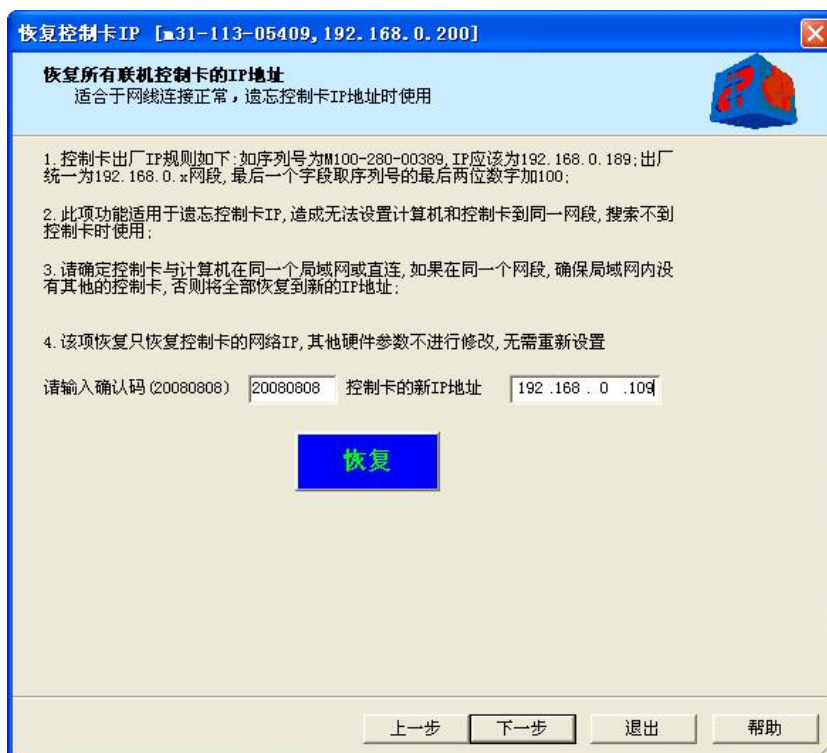 恢复控制卡IP [m31-113-05409,192.168.0.200]
恢复所有联机控制卡的IP地址
适合于网线连接正常，遗忘控制卡IP地址时使用
1.控制卡出厂IP规则如下:如序列号为M100-280-00389,IP应该为192.168.0.189;出厂
统一为192.168.0.x网段,最后一个字段取序列号的最后两位数字加100;
2.此项功能适用于遗忘控制卡IP,造成无法设置计算机和控制卡到同一网段,搜索不到
控制卡时使用;
3.请确定控制卡与计算机在同一个局域网或直连,如果在同一个网段,确保局域网内没
有其他的控制卡,否则将全部恢复到新的IP地址;
4.该项恢复只恢复控制卡的网络IP,其他硬件参数不进行修改,无需重新设置
请输入确认码(20080808) 20080808 控制卡的新IP地址 192 .168 . 0 .109
恢复
上一步 下一步 退出 帮助